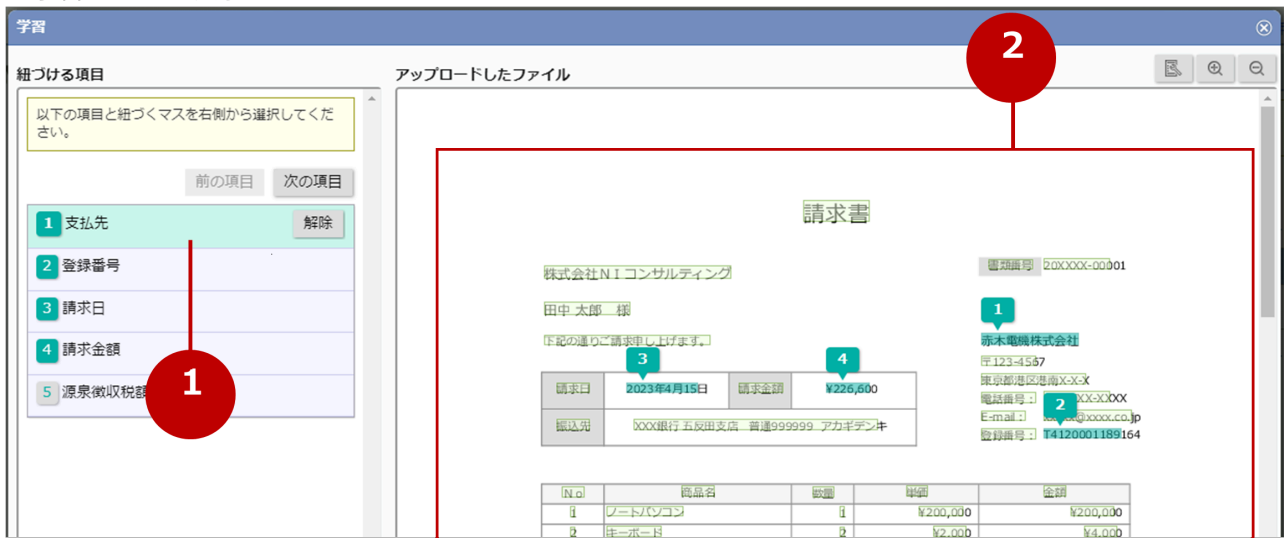 学習
紐づける項目
アップロードしたファイル
以下の項目と紐づくマスを右側から選択してくだ
さい。
前の項目 次の項目
1 支払先 解除
2 登録番号
3 請求日
4 請求金額
5 源泉徴収税額
1
2
請求書
株式会社NIコンサルティング
書類番号 20XXXX-00001
田中 太郎 様
下記の通りご請求申し上げます。
1
赤木電機株式会社
〒123-4567
東京都港区港南X-X-X
電話番号： XX-XXXX
E-mail： @xxxx.co.jp
2
登録番号： T4120001189164
3
4
請求日 2023年4月15日 請求金額 ¥226,600
振込先 XXX銀行 五反田支店 普通999999 アカギデンキ
No 商品名 数量 単価 金額
1 ノートパソコン 1 ¥200,000 ¥200,000
2 キーボード 2 ¥2,000 ¥4,000